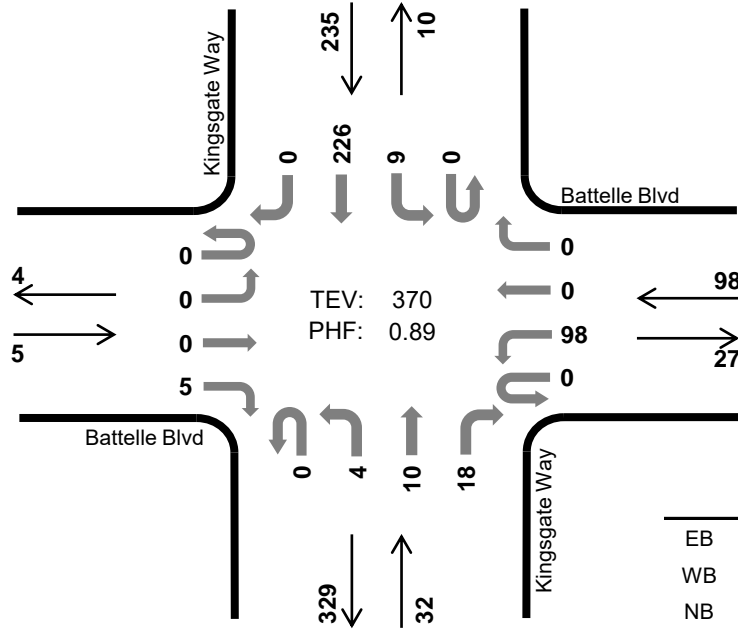 235
10
Kingsgate Way
0
226
9
0
Battelle Blvd
0
0
4
0
0
98
TEV: 370
PHF: 0.89
0
98
5
27
5
0
Battelle Blvd
0
4
10
18
Kingsgate Way
EB
WB
NB
329
32